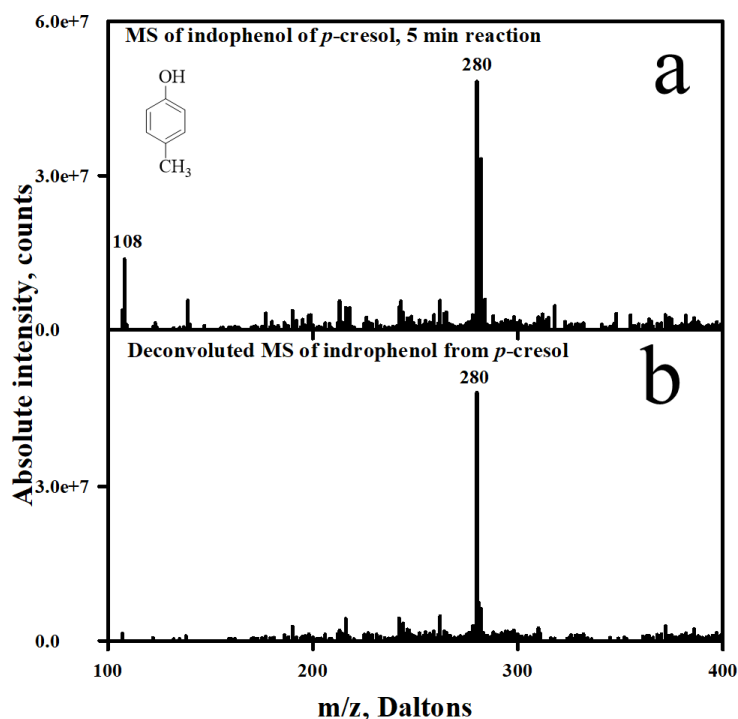 MS of indophenol of p-cresol, 5 min reaction
a
280
OH
CH3
108
6.0e+7
3.0e+7
0.0
Deconvoluted MS of indrophenol from p-cresol
b
280
3.0e+7
0.0
100
200
300
400
Absolute intensity, counts
m/z, Daltons